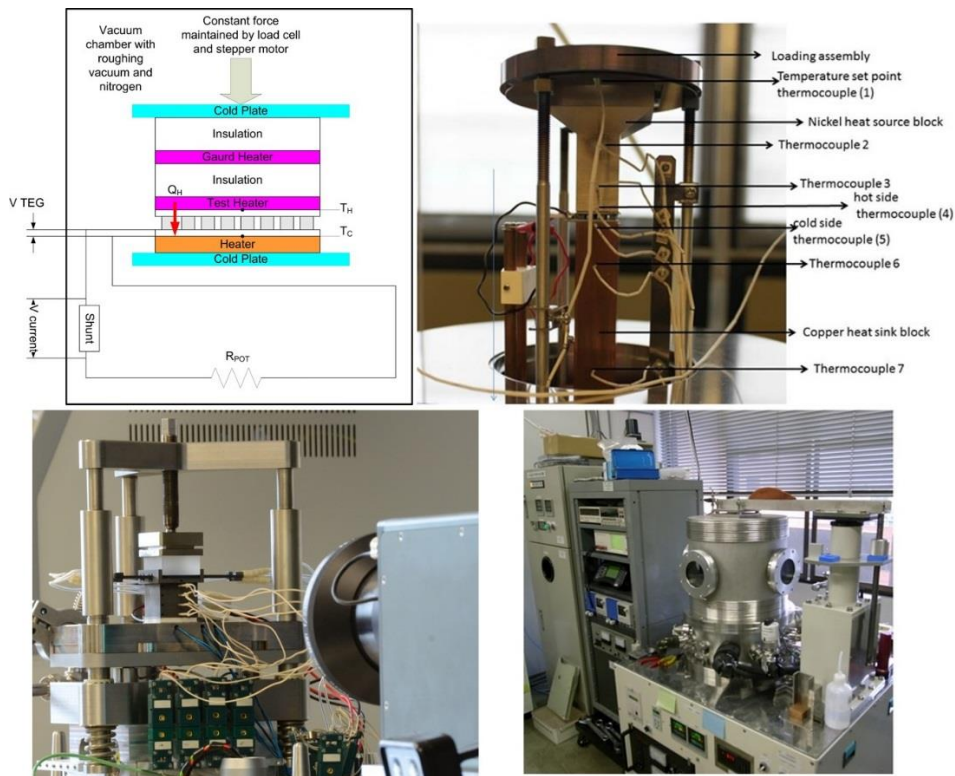 Vacuum
chamber with
roughing
vacuum and
nitrogen
Constant force
maintained by load cell
and stepper motor
Cold Plate
Insulation
Gaurd Heater
Insulation
QH
Test Heater
TH
V TEG
TC
Heater
Cold Plate
V current
Shunt
RPOT
Loading assembly
Temperature set point
thermocouple (1)
Nickel heat source block
Thermocouple 2
Thermocouple 3
hot side
thermocouple (4)
cold side
thermocouple (5)
Thermocouple 6
Copper heat sink block
Thermocouple 7